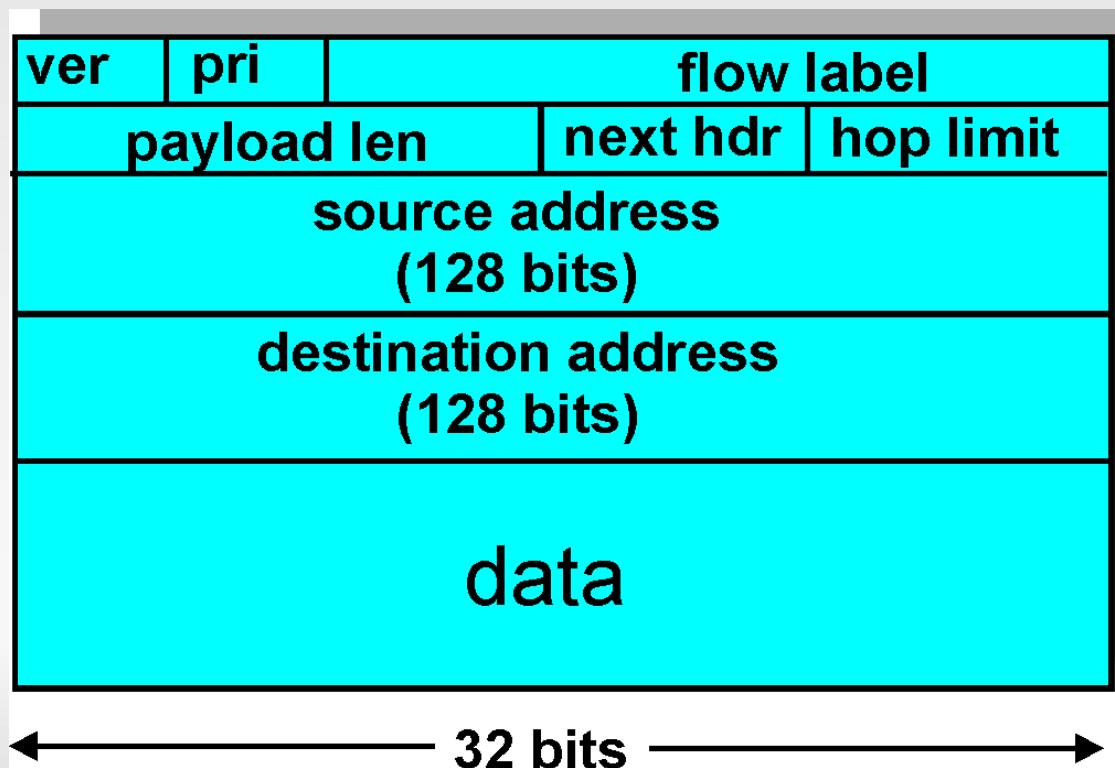 ver pri flow label
payload len next hdr hop limit
source address
(128 bits)
destination address
(128 bits)
data
32 bits